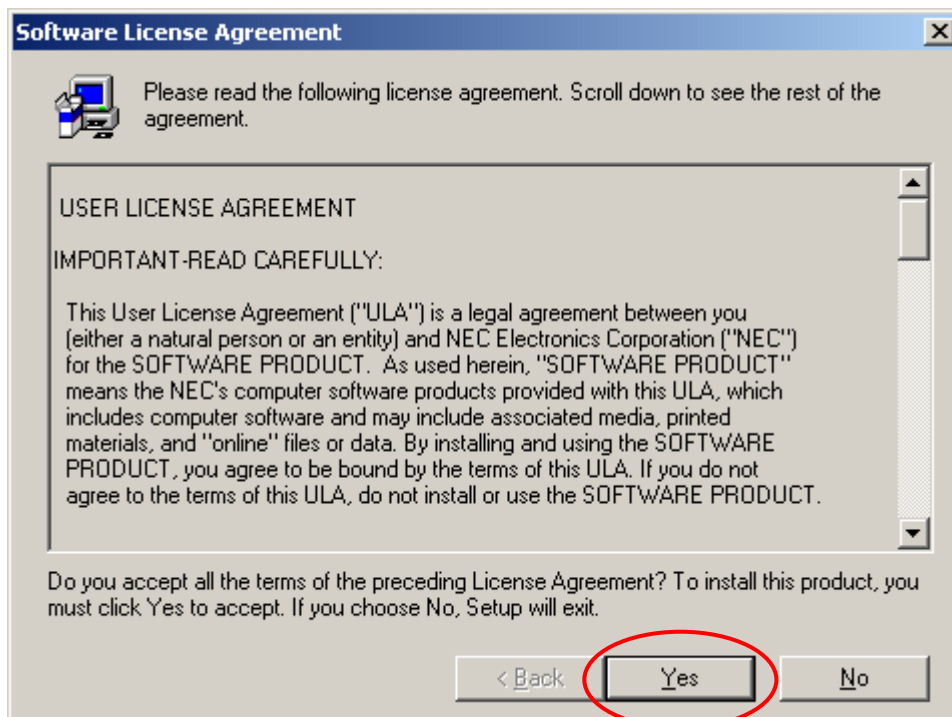 Software License Agreement
Please read the following license agreement. Scroll down to see the rest of the
agreement.
USER LICENSE AGREEMENT
IMPORTANT-READ CAREFULLY:
This User License Agreement ("ULA") is a legal agreement between you
(either a natural person or an entity) and NEC Electronics Corporation ("NEC")
for the SOFTWARE PRODUCT.  As used herein, "SOFTWARE PRODUCT"
means the NEC's computer software products provided with this ULA, which
includes computer software and may include associated media, printed
materials, and "online" files or data. By installing and using the SOFTWARE
PRODUCT, you agree to be bound by the terms of this ULA. If you do not
agree to the terms of this ULA, do not install or use the SOFTWARE PRODUCT.
Do you accept all the terms of the preceding License Agreement? To install this product, you
must click Yes to accept. If you choose No, Setup will exit.
< Back Yes No